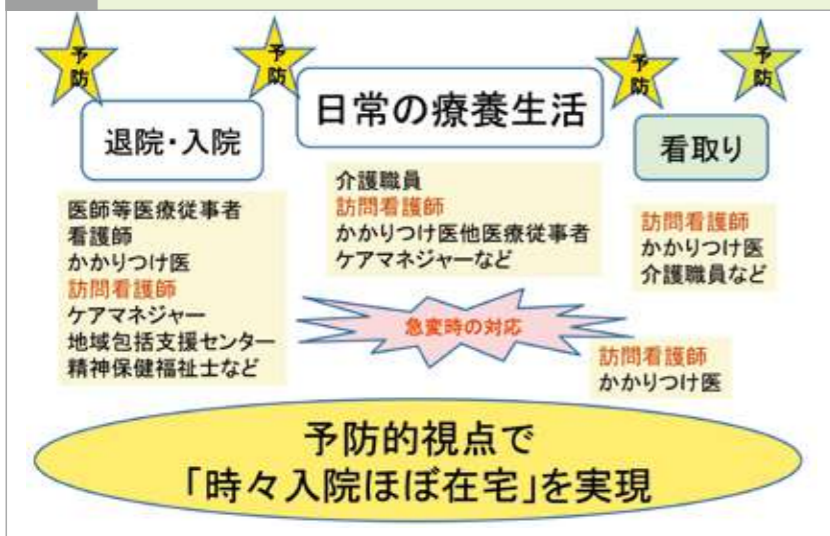 予防
予防
予防
予防
退院・入院
医師等医療従事者
看護師
かかりつけ医
訪問看護師
ケアマネジャー
地域包括支援センター
精神保健福祉士など
日常の療養生活
介護職員
訪問看護師
かかりつけ医他医療従事者
ケアマネジャーなど
看取り
訪問看護師
かかりつけ医
介護職員など
急変時の対応
訪問看護師
かかりつけ医
予防的視点で
「時々入院ほぼ在宅」を実現